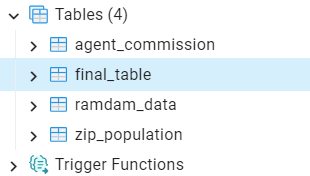 Tables (4)
agent_commission
final_table
ramdam_data
zip_population
Trigger Functions